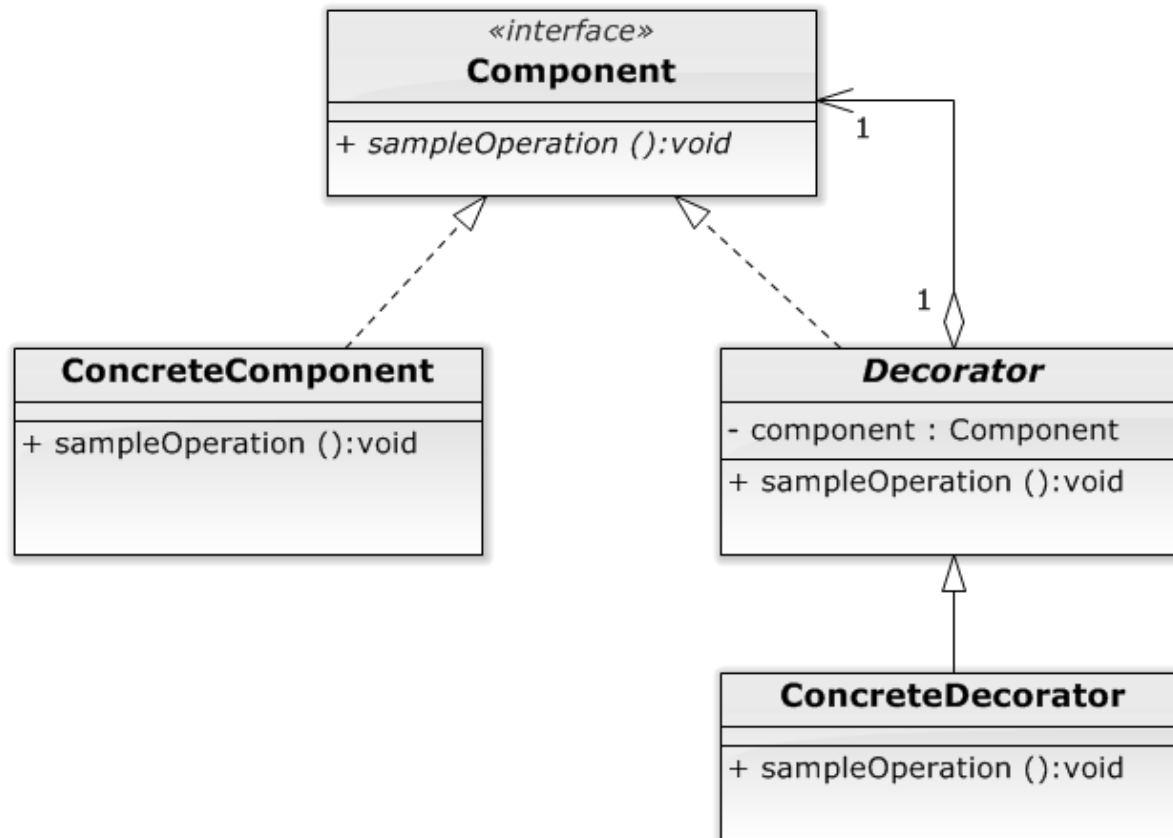 «interface»
Component
+ sampleOperation ():void
1
1
ConcreteComponent
+ sampleOperation ():void
Decorator
- component : Component
+ sampleOperation ():void
ConcreteDecorator
+ sampleOperation ():void